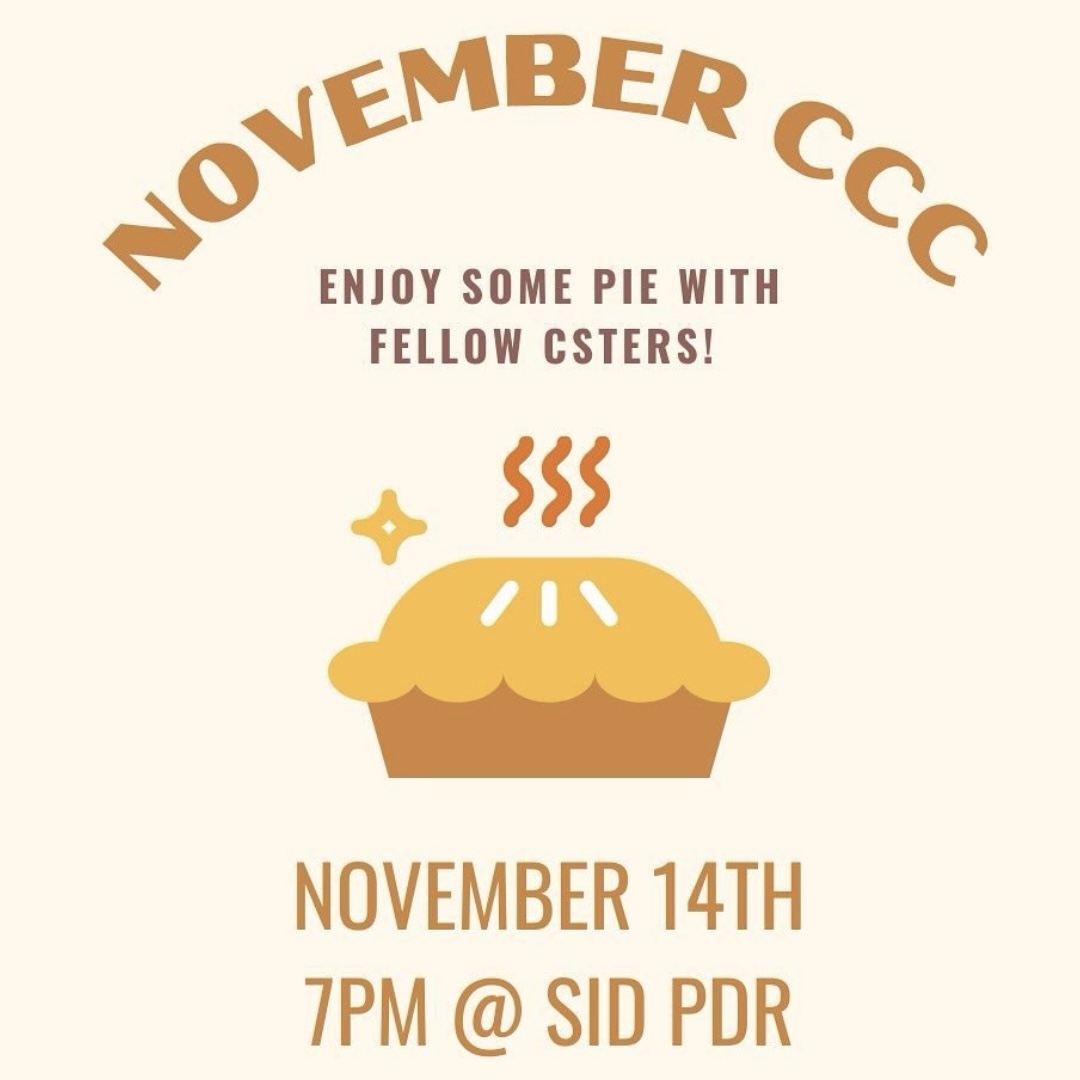 NOVEMBER CCC
ENJOY SOME PIE WITH
FELLOW CSTERS!
NOVEMBER 14TH
7PM @ SID PDR